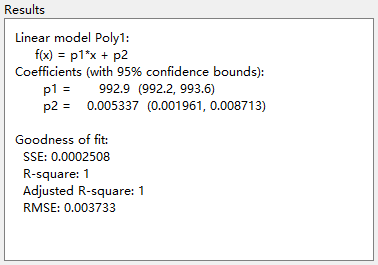 Results
Linear model Poly1:
f(x) = p1*x + p2
Coefficients (with 95% confidence bounds):
p1 = 992.9 (992.2, 993.6)
p2 = 0.005337 (0.001961, 0.008713)
Goodness of fit:
SSE: 0.0002508
R-square: 1
Adjusted R-square: 1
RMSE: 0.003733